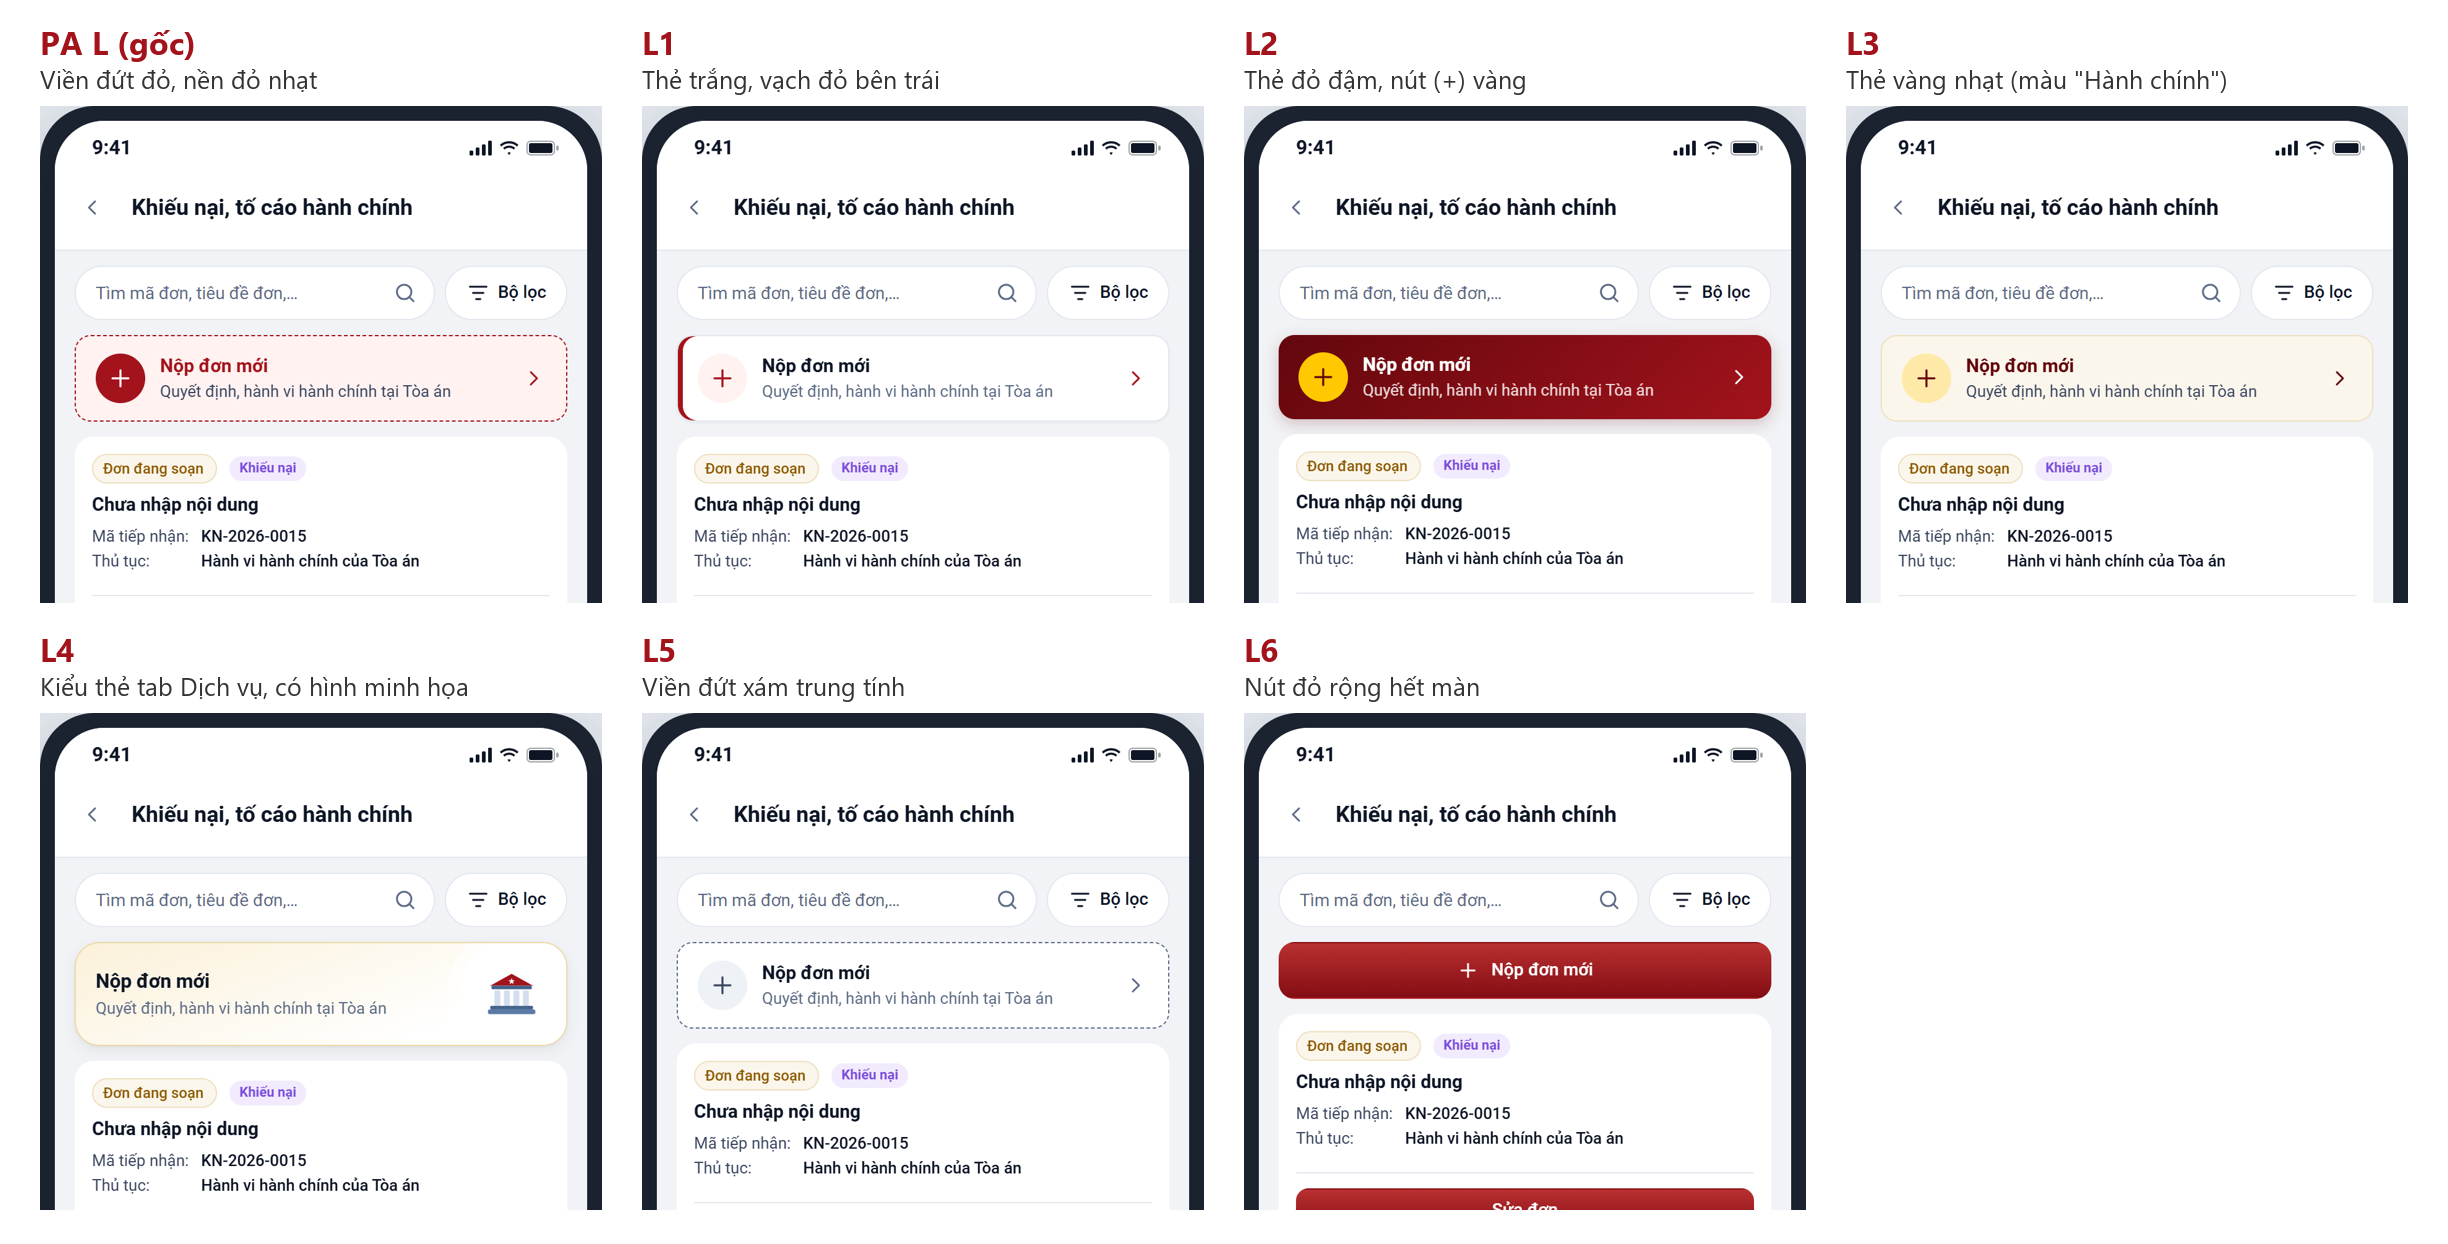 PA L (gốc)
Viền đứt đỏ, nền đỏ nhạt
9:41
Khiếu nại, tố cáo hành chính
Tìm mã đơn, tiêu đề đơn,...
Bộ lọc
Nộp đơn mới
Quyết định, hành vi hành chính tại Tòa án
Đơn đang soạn
Khiếu nại
Chưa nhập nội dung
Mã tiếp nhận: KN-2026-0015
Thủ tục: Hành vi hành chính của Tòa án
L1
Thẻ trắng, vạch đỏ bên trái
9:41
Khiếu nại, tố cáo hành chính
Tìm mã đơn, tiêu đề đơn,...
Bộ lọc
Nộp đơn mới
Quyết định, hành vi hành chính tại Tòa án
Đơn đang soạn
Khiếu nại
Chưa nhập nội dung
Mã tiếp nhận: KN-2026-0015
Thủ tục: Hành vi hành chính của Tòa án
L2
Thẻ đỏ đậm, nút (+) vàng
9:41
Khiếu nại, tố cáo hành chính
Tìm mã đơn, tiêu đề đơn,...
Bộ lọc
Nộp đơn mới
Quyết định, hành vi hành chính tại Tòa án
Đơn đang soạn
Khiếu nại
Chưa nhập nội dung
Mã tiếp nhận: KN-2026-0015
Thủ tục: Hành vi hành chính của Tòa án
L3
Thẻ vàng nhạt (màu "Hành chính")
9:41
Khiếu nại, tố cáo hành chính
Tìm mã đơn, tiêu đề đơn,...
Bộ lọc
Nộp đơn mới
Quyết định, hành vi hành chính tại Tòa án
Đơn đang soạn
Khiếu nại
Chưa nhập nội dung
Mã tiếp nhận: KN-2026-0015
Thủ tục: Hành vi hành chính của Tòa án
L4
Kiểu thẻ tab Dịch vụ, có hình minh họa
9:41
Khiếu nại, tố cáo hành chính
Tìm mã đơn, tiêu đề đơn,...
Bộ lọc
Nộp đơn mới
Quyết định, hành vi hành chính tại Tòa án
Đơn đang soạn
Khiếu nại
Chưa nhập nội dung
Mã tiếp nhận: KN-2026-0015
Thủ tục: Hành vi hành chính của Tòa án
L5
Viền đứt xám trung tính
9:41
Khiếu nại, tố cáo hành chính
Tìm mã đơn, tiêu đề đơn,...
Bộ lọc
Nộp đơn mới
Quyết định, hành vi hành chính tại Tòa án
Đơn đang soạn
Khiếu nại
Chưa nhập nội dung
Mã tiếp nhận: KN-2026-0015
Thủ tục: Hành vi hành chính của Tòa án
L6
Nút đỏ rộng hết màn
9:41
Khiếu nại, tố cáo hành chính
Tìm mã đơn, tiêu đề đơn,...
Bộ lọc
Nộp đơn mới
Đơn đang soạn
Khiếu nại
Chưa nhập nội dung
Mã tiếp nhận: KN-2026-0015
Thủ tục: Hành vi hành chính của Tòa án
Sửa đơn